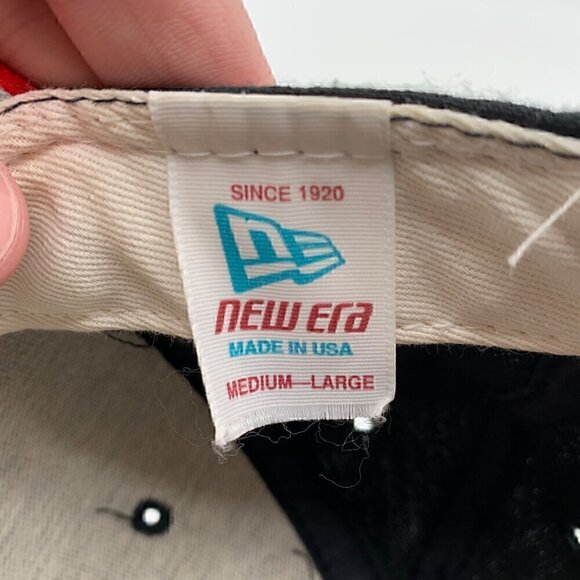 SINCE 1920
new era
MADE IN USA
MEDIUM—LARGE